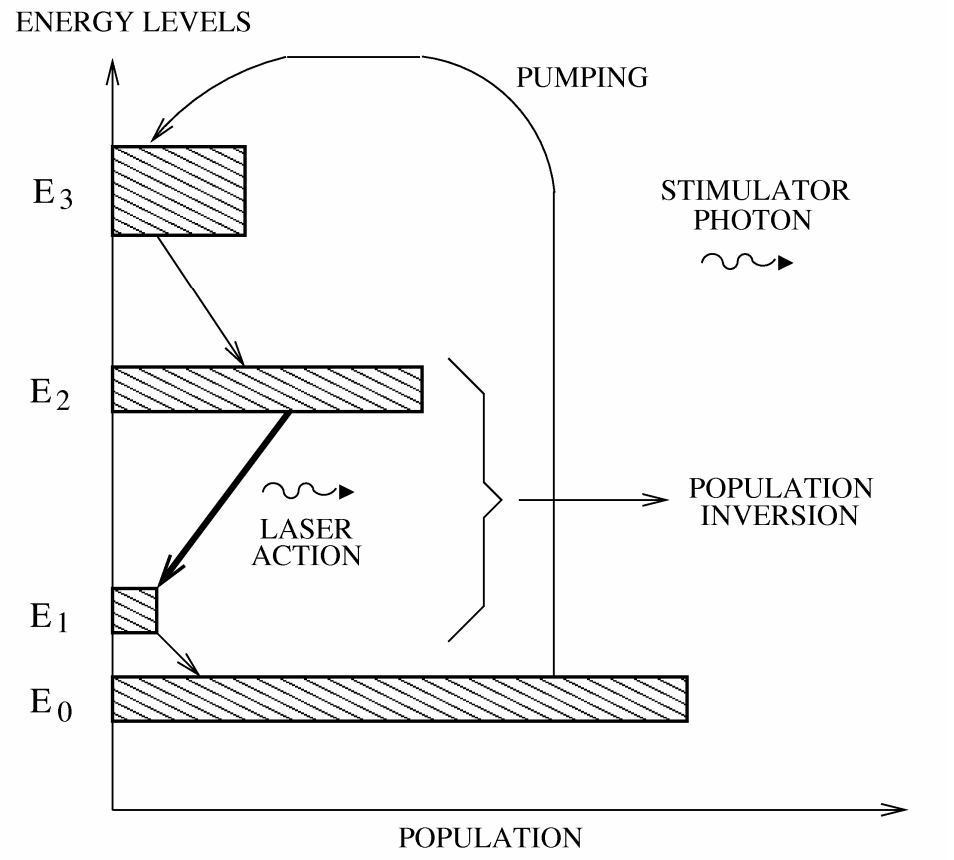 ENERGY LEVELS
PUMPING
E3
STIMULATOR
PHOTON
E2
POPULATION
INVERSION
LASER
ACTION
E1
E0
POPULATION